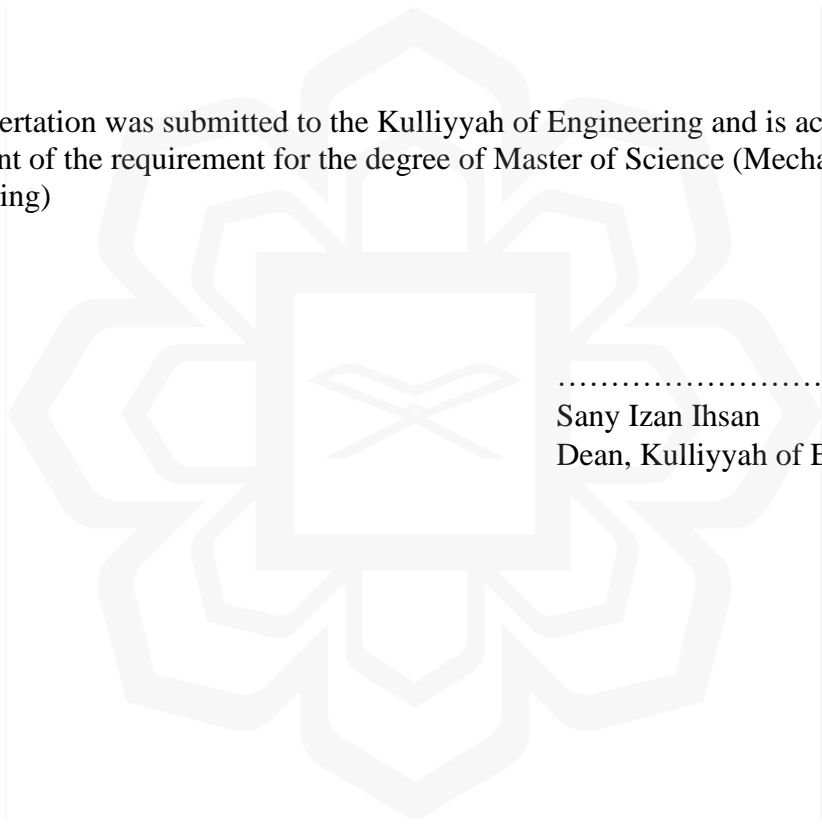 ertation was submitted to the Kulliyyah of Engineering and is ac
nt of the requirement for the degree of Master of Science (Mecha
ing)
………………………
Sany Izan Ihsan
Dean, Kulliyyah of E